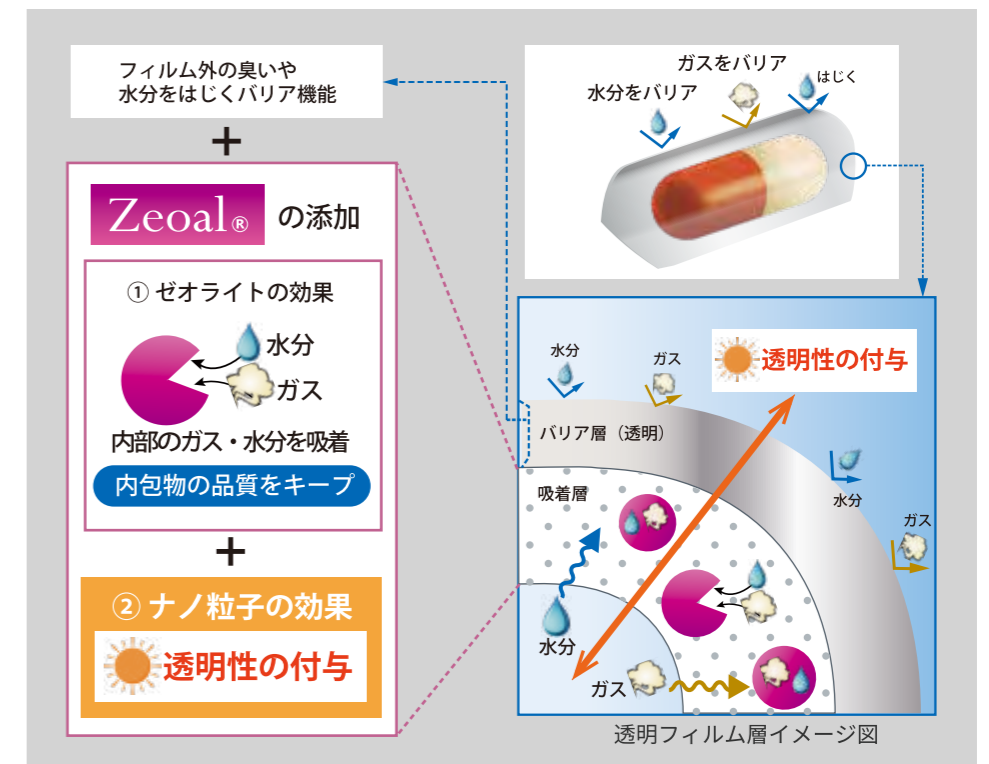 フィルム外の臭いや
水分をはじくバリア機能
+
Zeoal® の添加
① ゼオライトの効果
水分
ガス
内部のガス・水分を吸着
内包物の品質をキープ
+
② ナノ粒子の効果
透明性の付与
ガスをバリア
水分をバリア
はじく
透明性の付与
水分
ガス
バリア層（透明）
水分
吸着層
ガス
水分
ガス
透明フィルム層イメージ図